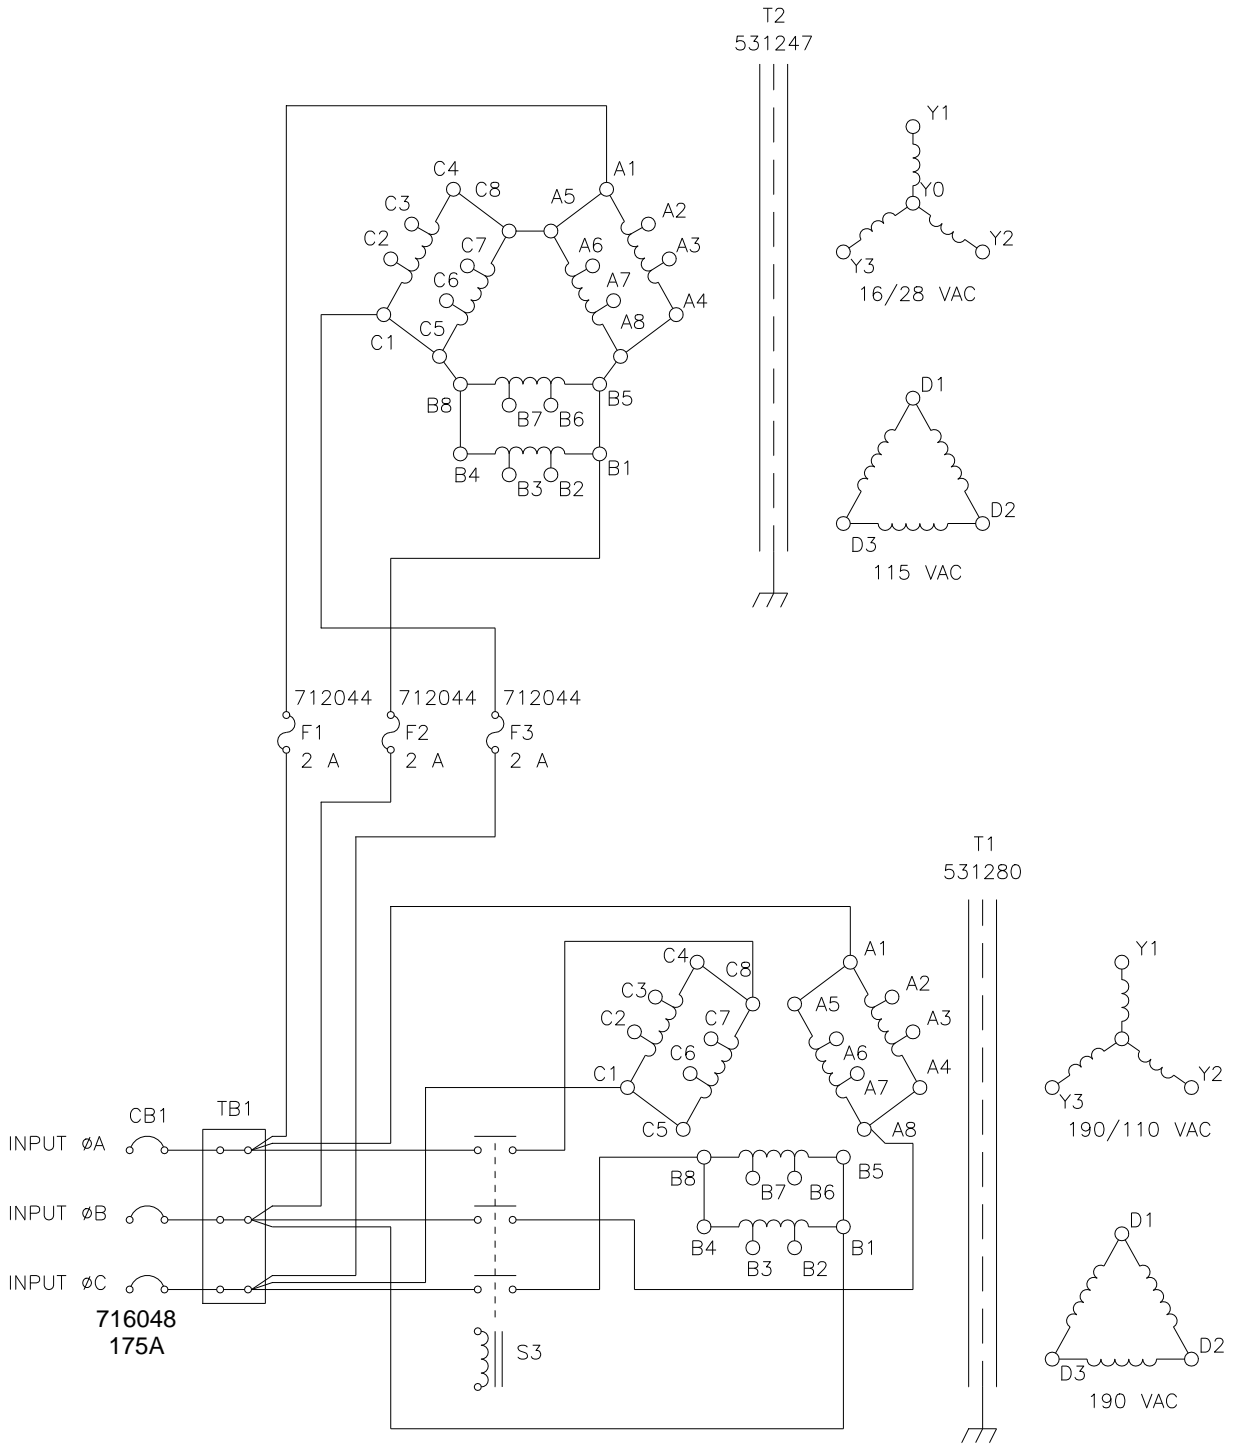 T2
531247
Y1
Y0
Y2
Y3
16/28 VAC
C4
C8
A5
A1
C3
A2
C2
C7
A6
A3
C6
A7
A4
C1
C5
A8
B8
B7
B6
B5
B4
B3
B2
B1
D1
D2
D3
115 VAC
712044
712044
712044
F1
F2
F3
2 A
2 A
2 A
T1
531280
C4
C8
A1
C3
A5
A2
C2
C7
A3
C6
A6
C1
A7
A4
C5
A8
Y1
Y2
Y3
190/110 VAC
CB1
TB1
INPUT øA
INPUT øB
INPUT øC
716048
175A
B8
B7
B6
B5
B4
B3
B2
B1
S3
D1
D2
D3
190 VAC